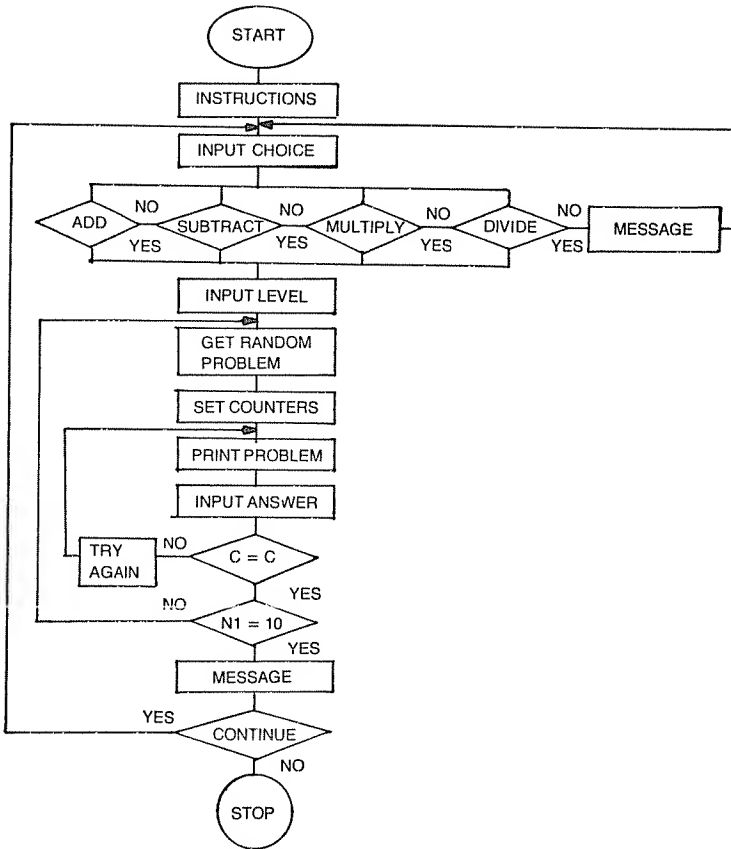 START
INSTRUCTIONS
INPUT CHOICE
ADD
NO
YES
SUBTRACT
NO
YES
MULTIPLY
NO
YES
DIVIDE
NO
YES
MESSAGE
INPUT LEVEL
GET RANDOM
PROBLEM
SET COUNTERS
PRINT PROBLEM
INPUT ANSWER
TRY
AGAIN
NO
C = C
YES
NO
N1 = 10
YES
MESSAGE
YES
CONTINUE
NO
STOP